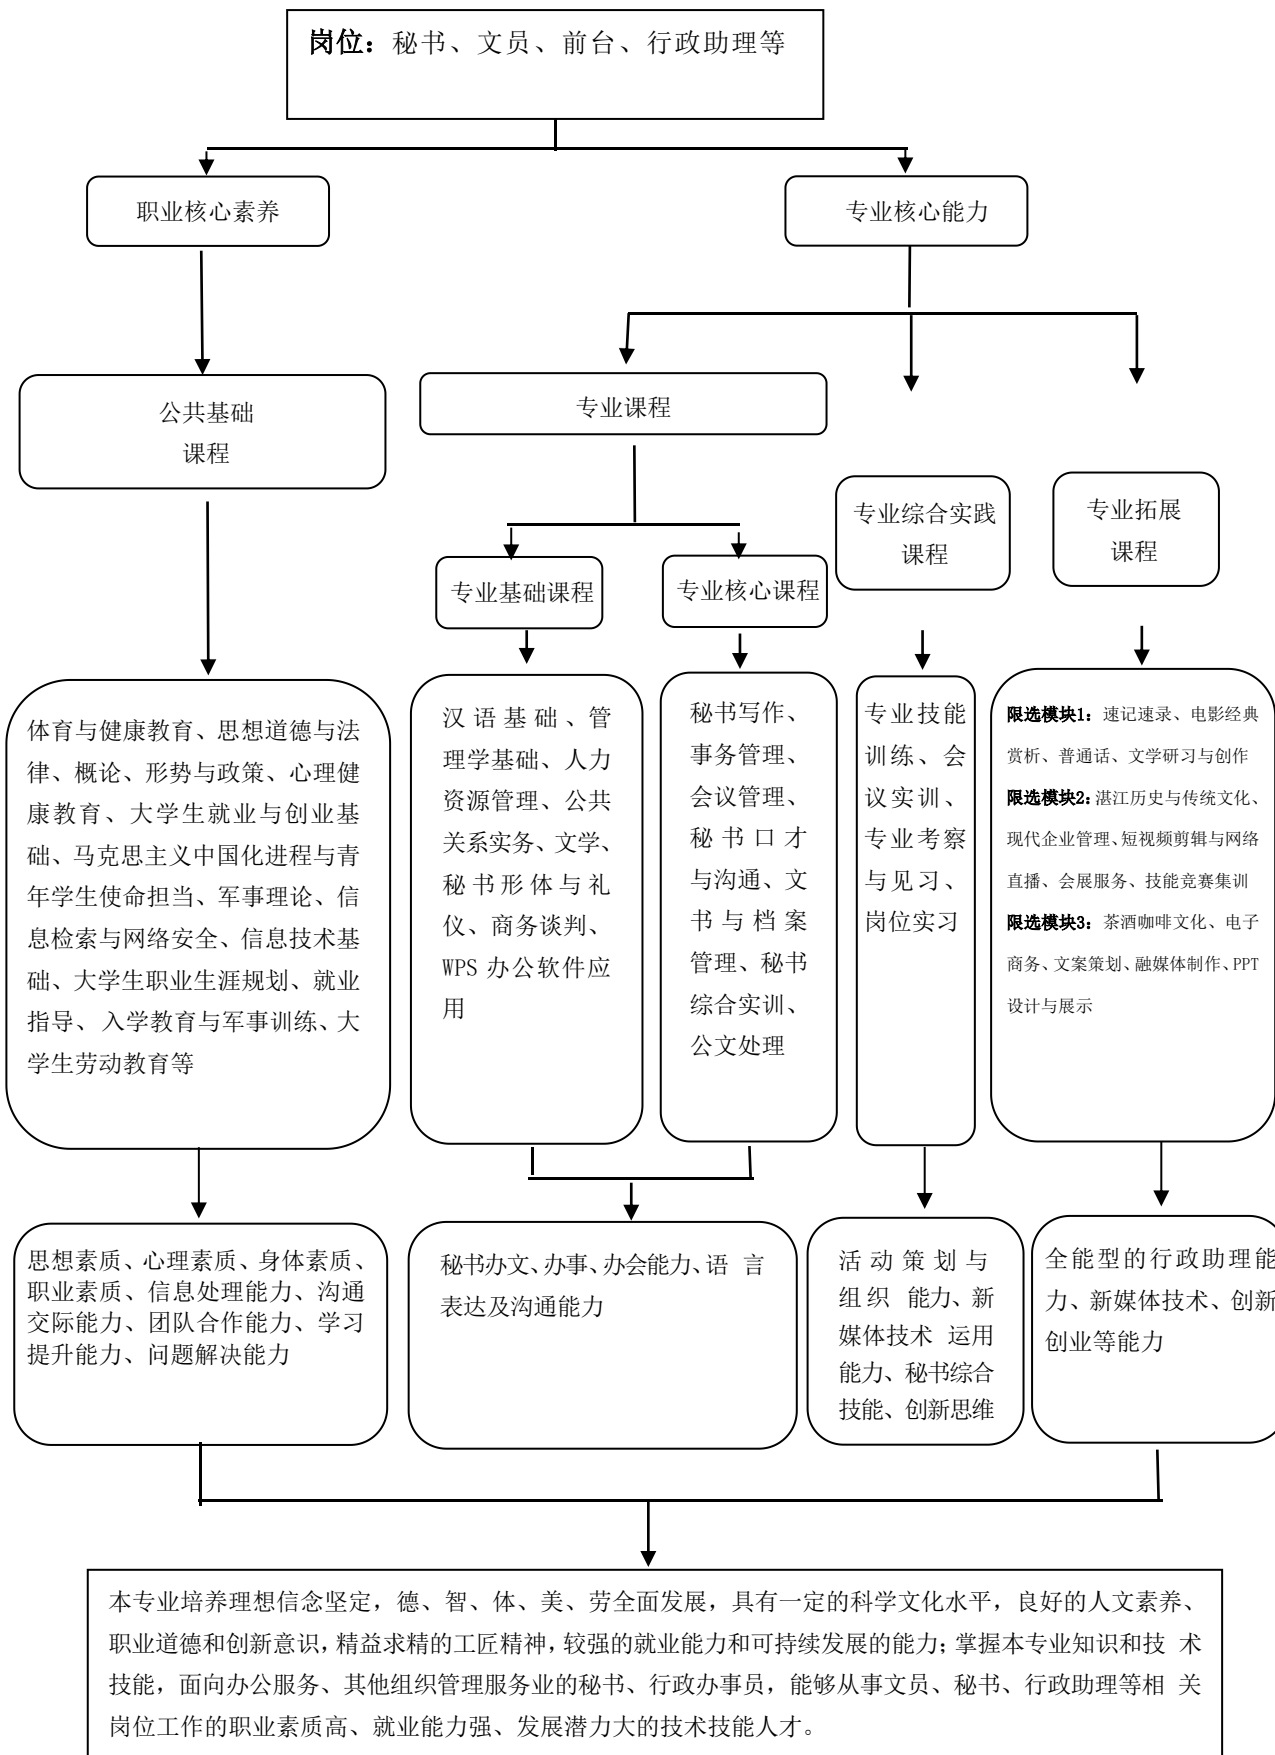 岗位：秘书、文员、前台、行政助理等
职业核心素养
专业核心能力
公共基础
课程
专业课程
专业综合实践
课程
专业拓展
课程
专业基础课程
专业核心课程
体育与健康教育、思想道德与法
律、概论、形势与政策、心理健
康教育、大学生就业与创业基
础、马克思主义中国化进程与青
年学生使命担当、军事理论、信
息检索与网络安全、信息技术基
础、大学生职业生涯规划、就业
指导、入学教育与军事训练、大
学生劳动教育等
汉语基础、管
理学基础、人力
资源管理、公共
关系实务、文学、
秘书形体与礼
仪、商务谈判、
WPS 办公软件应
用
秘书写作、
事务管理、
会议管理、
秘书口才
与沟通、文
书与档案
管理、秘书
综合实训、
公文处理
专业技能
训练、会
议实训、
专业考察
与见习、
岗位实习
限选模块1：速记速录、电影经典
赏析、普通话、文学研习与创作
限选模块2：湛江历史与传统文化、
现代企业管理、短视频剪辑与网络
直播、会展服务、技能竞赛集训
限选模块3：茶酒咖啡文化、电子
商务、文案策划、融媒体制作、PPT
设计与展示
思想素质、心理素质、身体素质、
职业素质、信息处理能力、沟通
交际能力、团队合作能力、学习
提升能力、问题解决能力
秘书办文、办事、办会能力、语 言
表达及沟通能力
活动策划与
组织 能力、新
媒体技术 运用
能力、秘书综合
技能、创新思维
全能型的行政助理能
力、新媒体技术、创新
创业等能力
本专业培养理想信念坚定，德、智、体、美、劳全面发展，具有一定的科学文化水平，良好的人文素养、
职业道德和创新意识，精益求精的工匠精神，较强的就业能力和可持续发展的能力；掌握本专业知识和技 术
技能，面向办公服务、其他组织管理服务业的秘书、行政办事员，能够从事文员、秘书、行政助理等相 关
岗位工作的职业素质高、就业能力强、发展潜力大的技术技能人才。